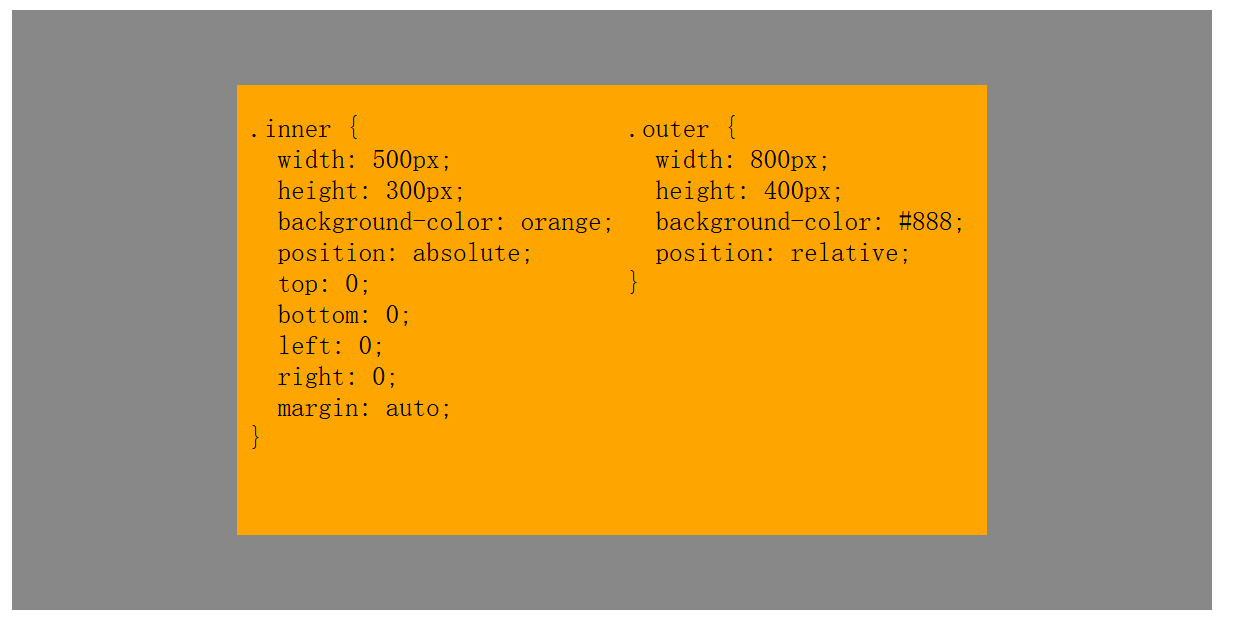 .inner {
  width: 500px;
  height: 300px;
  background-color: orange;
  position: absolute;
  top: 0;
  bottom: 0;
  left: 0;
  right: 0;
  margin: auto;
}
.outer {
  width: 800px;
  height: 400px;
  background-color: #888;
  position: relative;
}